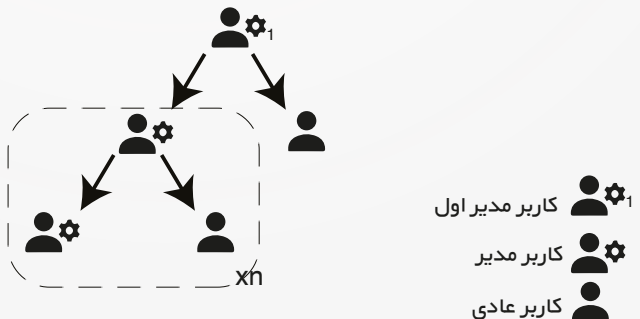 1
xn
کاربر مدیر اول
1
کاربر مدیر
کاربر عادی